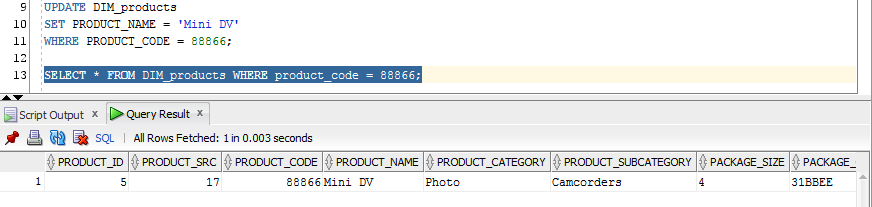 9 UPDATE DIM_products
10 SET PRODUCT_NAME = 'Mini DV'
11 WHERE PRODUCT_CODE = 88866;
12
13 SELECT * FROM DIM_products WHERE product_code = 88866;
Script Output x Query Result x
SQL | All Rows Fetched: 1 in 0.003 seconds
PRODUCT_ID PRODUCT_SRC PRODUCT_CODE PRODUCT_NAME PRODUCT_CATEGORY PRODUCT_SUBCATEGORY PACKAGE_SIZE PACKAGE_
1 5 17 88866 Mini DV Photo Camcorders 4 31BBEE